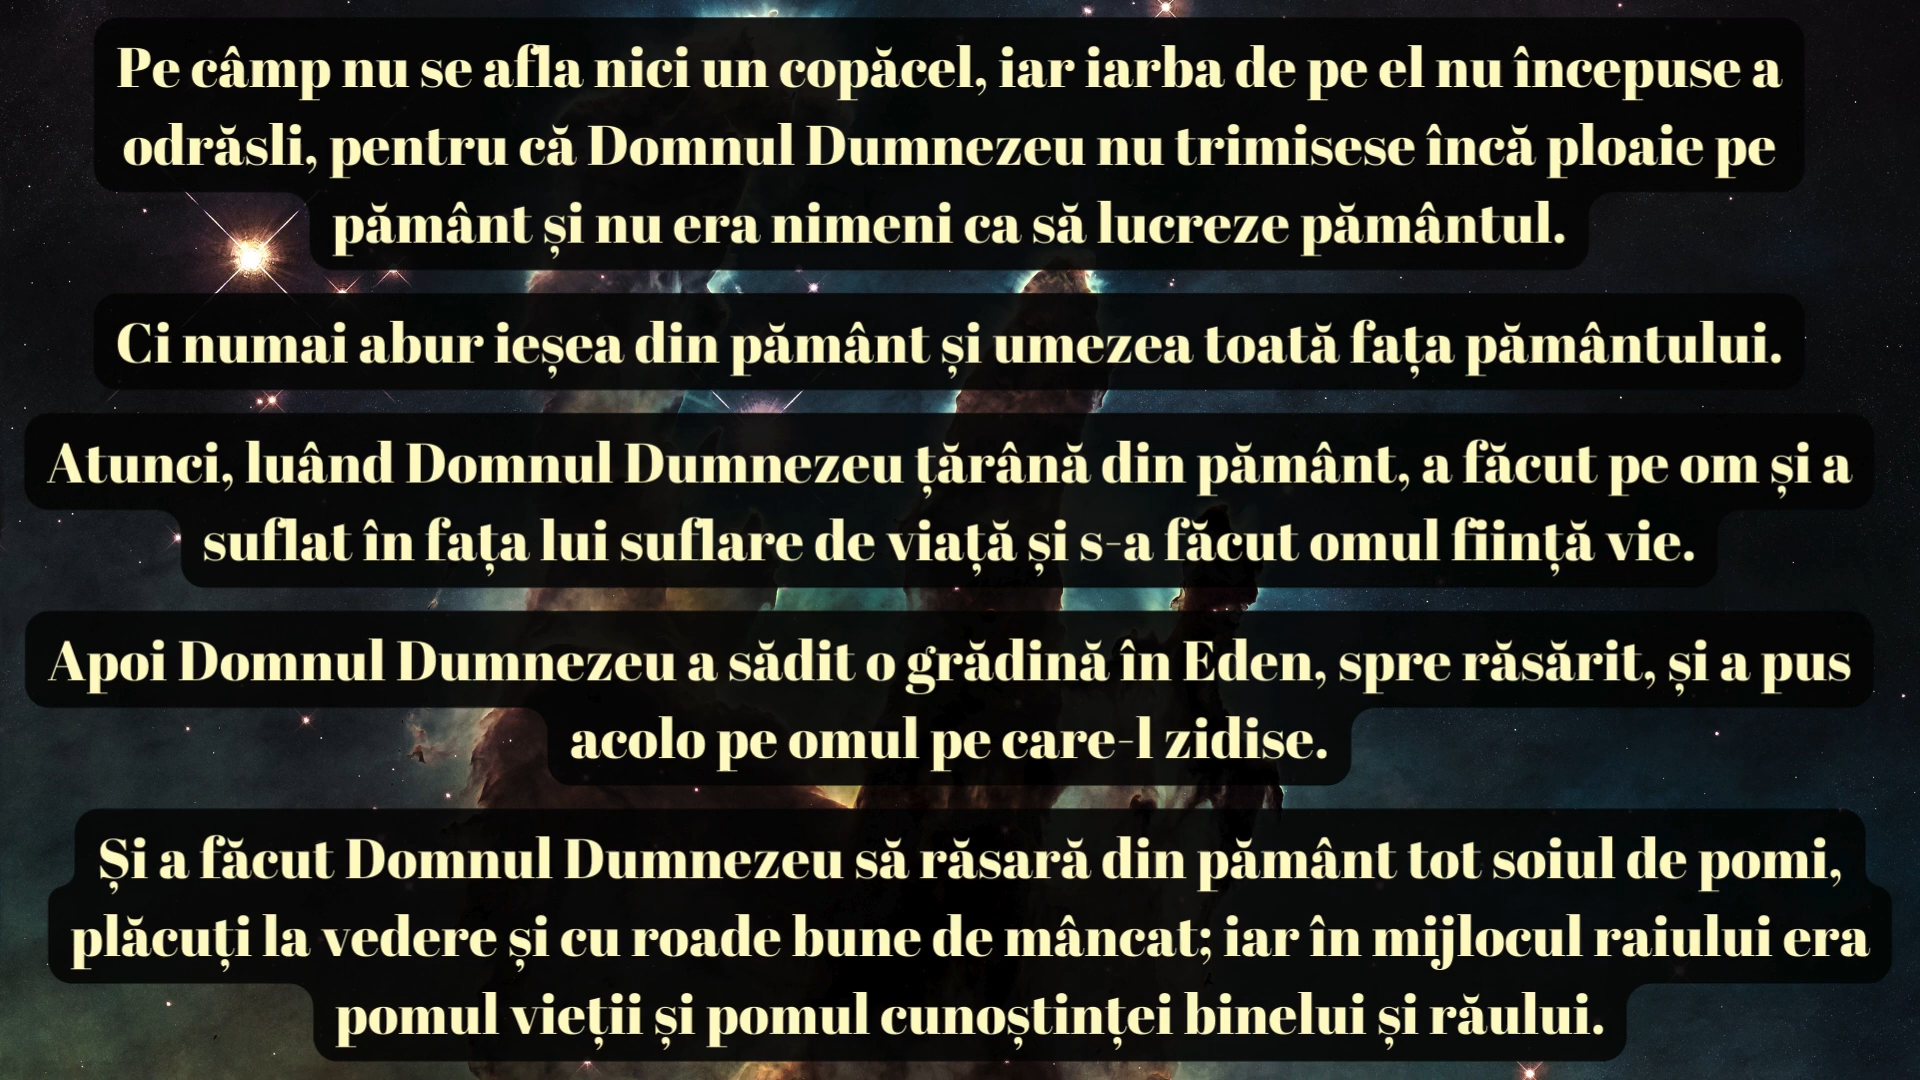 Pe câmp nu se afla nici un copăcel, iar iarba de pe el nu începuse a
odrăsli, pentru că Domnul Dumnezeu nu trimisese încă ploaie pe
pământ și nu era nimeni ca să lucreze pământul.
Ci numai abur ieșea din pământ și umezea toată fața pământului.
Atunci, luând Domnul Dumnezeu țărână din pământ, a făcut pe om și a
suflat în fața lui suflare de viață și s-a făcut omul ființă vie.
Apoi Domnul Dumnezeu a sădit o grădină în Eden, spre răsărit, și a pus
acolo pe omul pe care-l zidise.
Și a făcut Domnul Dumnezeu să răsară din pământ tot soiul de pomi,
plăcuți la vedere și cu roade bune de mâncat; iar în mijlocul raiului era
pomul vieții și pomul cunoștinței binelui și răului.